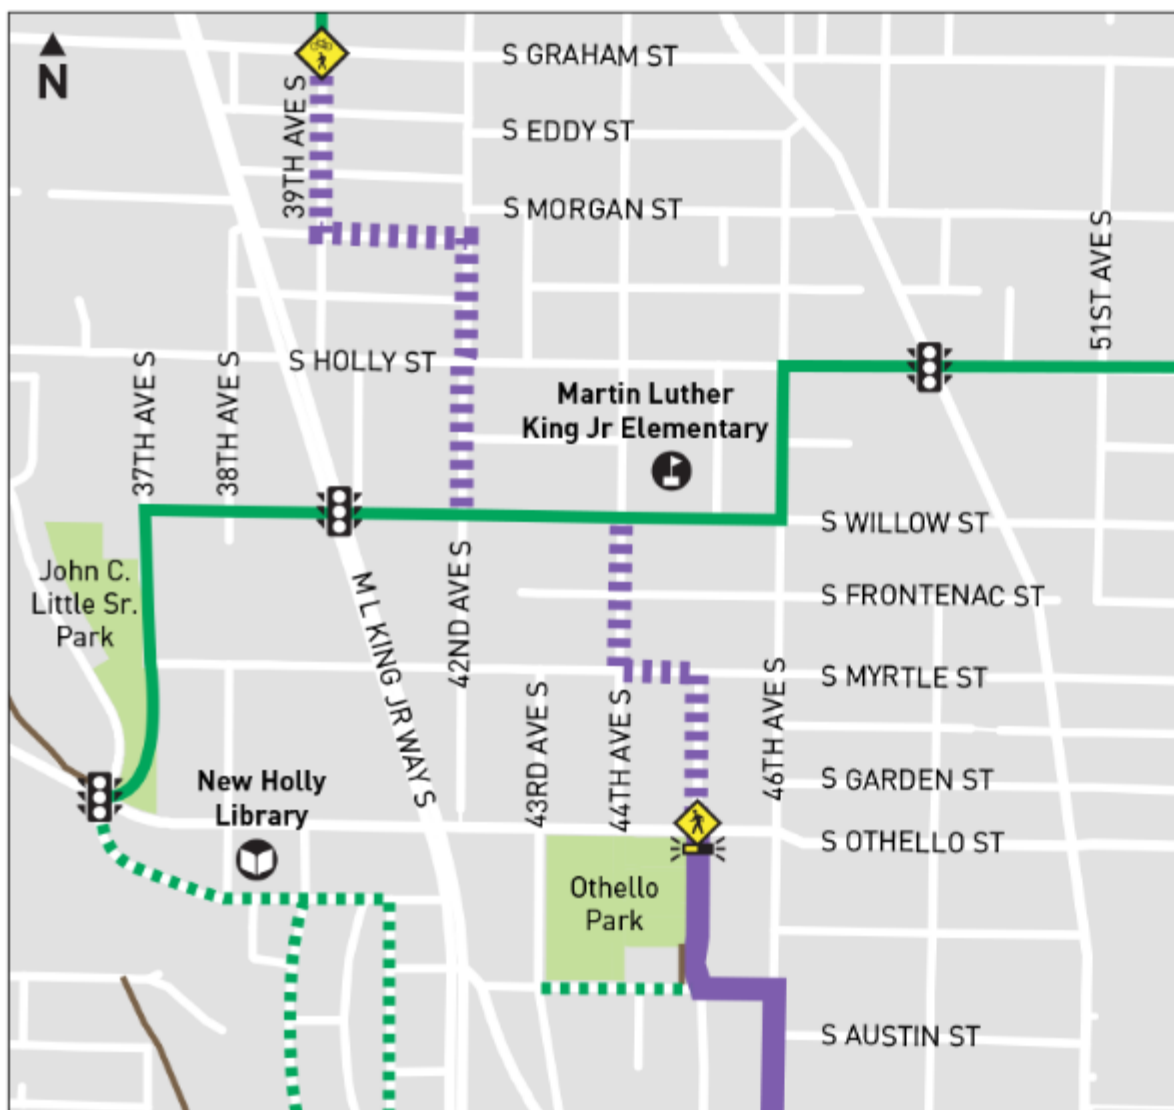 N
S GRAHAM ST
39TH AVE S
S EDDY ST
S MORGAN ST
51ST AVE S
S HOLLY ST
37TH AVE S
38TH AVE S
Martin Luther
King Jr Elementary
S WILLOW ST
John C.
Little Sr.
Park
M L KING JR WAY S
42ND AVE S
S FRONTENAC ST
S MYRTLE ST
43RD AVE S
44TH AVE S
46TH AVE S
New Holly
Library
S GARDEN ST
S OTHELLO ST
Othello
Park
S AUSTIN ST